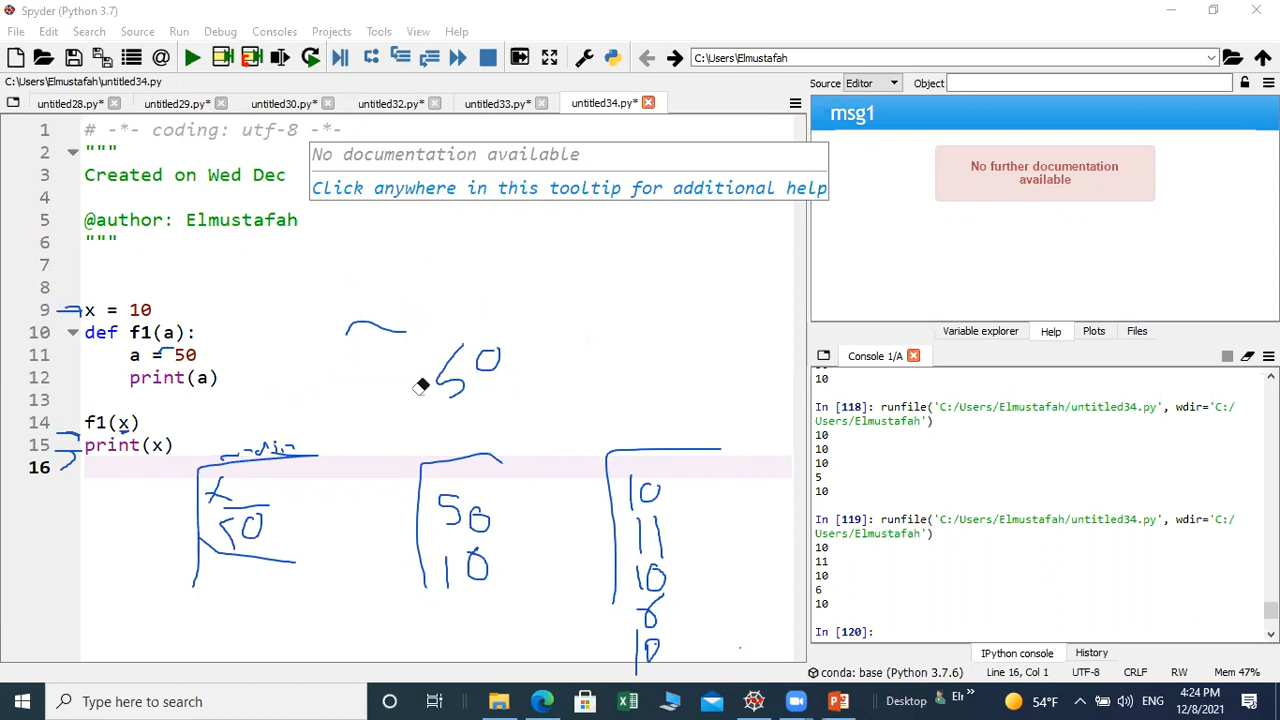 Spyder (Python 3.7)
File Edit Search Source Run Debug Consoles Projects Tools View Help
C:\Users\Elmustafah
C:\Users\Elmustafah\untitled34.py
Source Editor Object
untitled28.py* untitled29.py* untitled30.py* untitled32.py* untitled33.py* untitled34.py*
1 # -*- coding: utf-8 -*-
2 """
3 Created on Wed Dec
4
5 @author: Elmustafah
6 """
7
8
9 x = 10
10 def f1(a):
11 a = 50
12 print(a)
13
14 f1(x)
15 print(x)
16
No documentation available
Click anywhere in this tooltip for additional help
50
x
50
50
10
10
11
10
6
10
msg1
No further documentation
available
Variable explorer Help Plots Files
Console 1/A
10
In [118]: runfile('C:/Users/Elmustafah/untitled34.py', wdir='C:/
Users/Elmustafah')
10
10
10
5
10
In [119]: runfile('C:/Users/Elmustafah/untitled34.py', wdir='C:/
Users/Elmustafah')
10
11
10
6
10
In [120]:
IPython console History
conda: base (Python 3.7.6) Line 16, Col 1 UTF-8 CRLF RW Mem 47%
Type here to search
Desktop
54°F
ENG
4:24 PM
12/8/2021